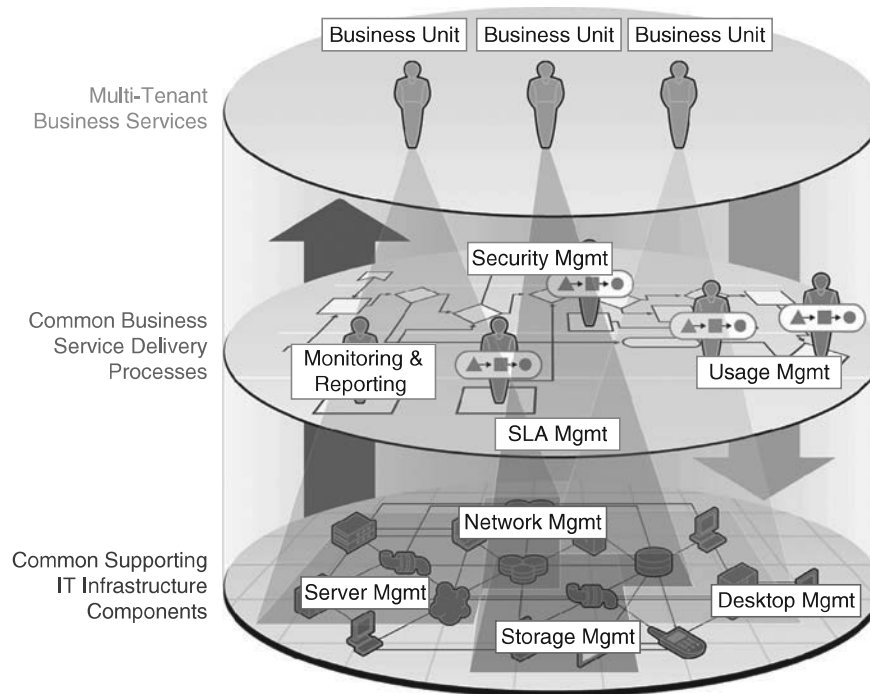 Business Unit
Business Unit
Business Unit
Multi-Tenant
Business Services
Security Mgmt
Common Business
Service Delivery
Processes
Monitoring &
Reporting
Usage Mgmt
SLA Mgmt
Network Mgmt
Common Supporting
IT Infrastructure
Components
Server Mgmt
Desktop Mgmt
Storage Mgmt